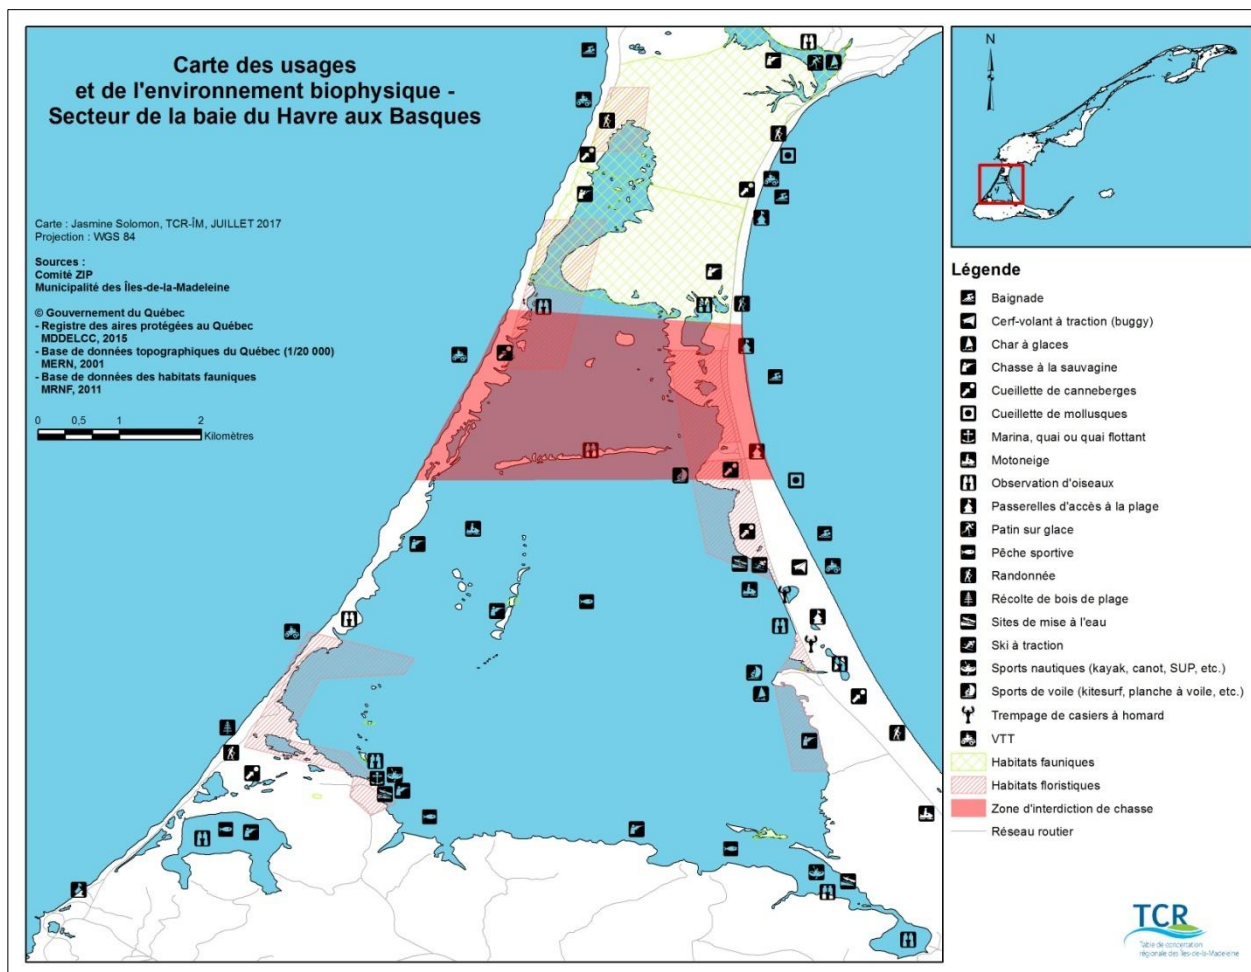 Carte des usages
et de l'environnement biophysique -
Secteur de la baie du Havre aux Basques
Carte : Jasmine Solomon, TCR-ÎM, JUILLET 2017
Projection : WGS 84
Sources :
Comité ZIP
Municipalité des Îles-de-la-Madeleine
© Gouvernement du Québec
- Registre des aires protégées au Québec
MDDELCC, 2015
- Base de données topographiques du Québec (1/20 000)
MERN, 2001
- Base de données des habitats fauniques
MRNF, 2011
0 0,5 1 2
Kilomètres
N
Légende
Baignade
Cerf-volant à traction (buggy)
Char à glaces
Chasse à la sauvagine
Cueillette de canneberges
Cueillette de mollusques
Marina, quai ou quai flottant
Motoneige
Observation d'oiseaux
Passerelles d'accès à la plage
Patin sur glace
Pêche sportive
Randonnée
Récolte de bois de plage
Sites de mise à l'eau
Ski à traction
Sports nautiques (kayak, canot, SUP, etc.)
Sports de voile (kitesurf, planche à voile, etc.)
Trempage de casiers à homard
VTT
Habitats fauniques
Habitats floristiques
Zone d'interdiction de chasse
Réseau routier
TCR
Table de concertation
régionale des Îles-de-la-Madeleine